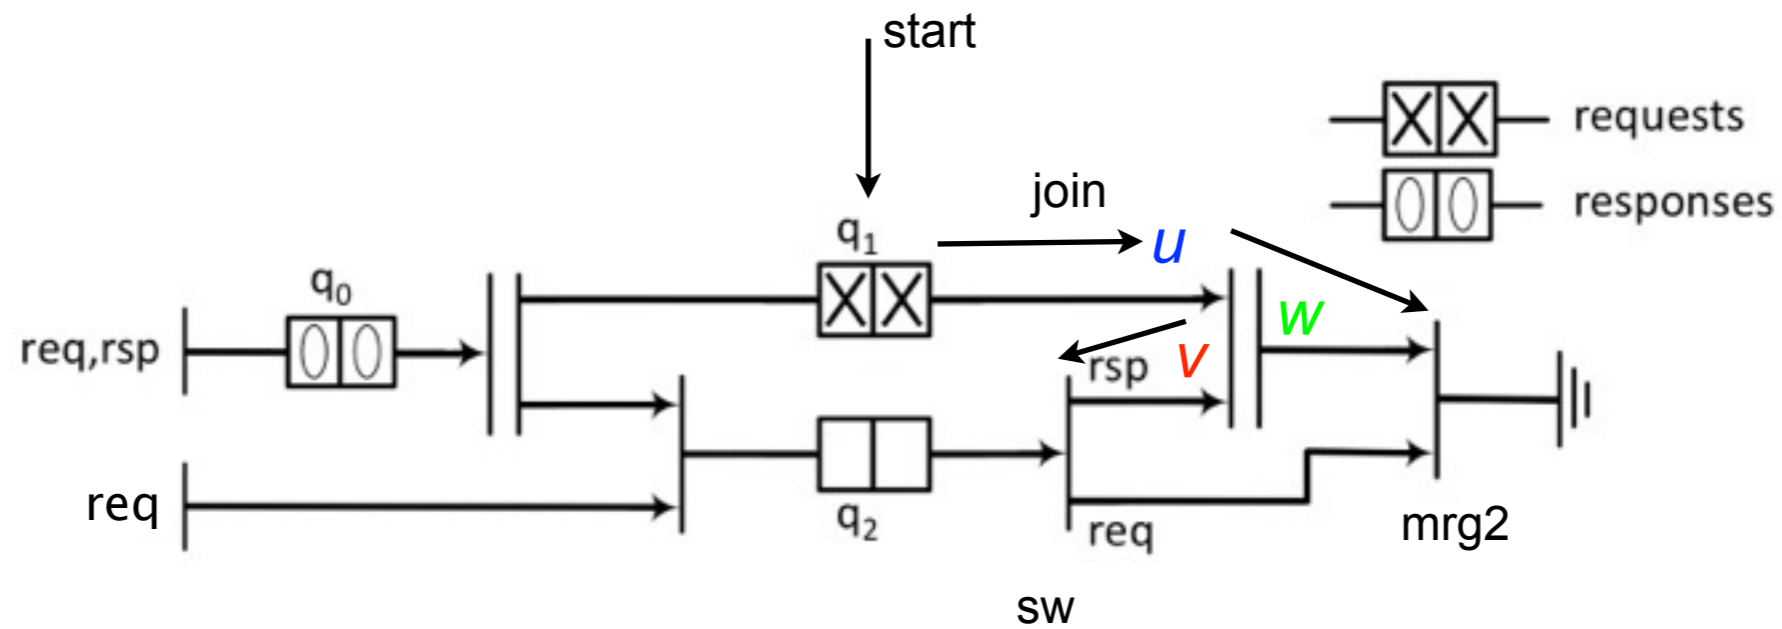 start
requests
join
q1
u
responses
q0
w
req,rsp
rsp
v
req
q2
req
mrg2
sw